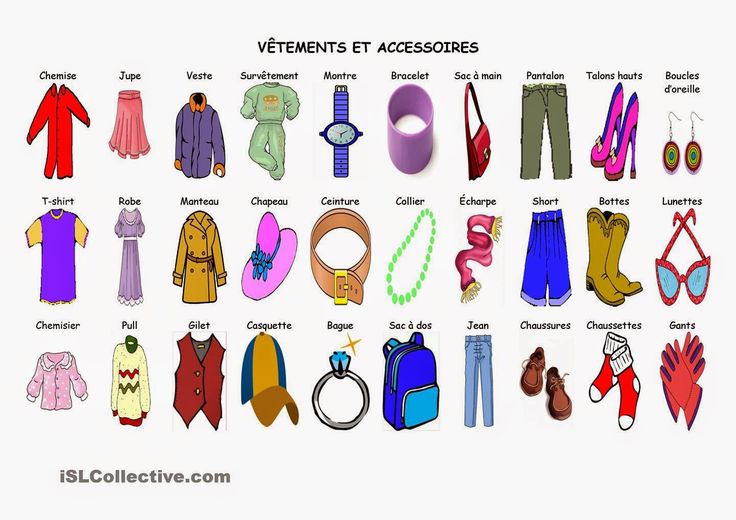 VÊTEMENTS ET ACCESSOIRES
Chemise Jupe Veste Survêtement Montre Bracelet Sac à main Pantalon Talons hauts Boucles
d'oreille
T-shirt Robe Manteau Chapeau Ceinture Collier Écharpe Short Bottes Lunettes
Chemisier Pull Gilet Casquette Bague Sac à dos Jean Chaussures Chaussettes Gants
iSLCollective.com